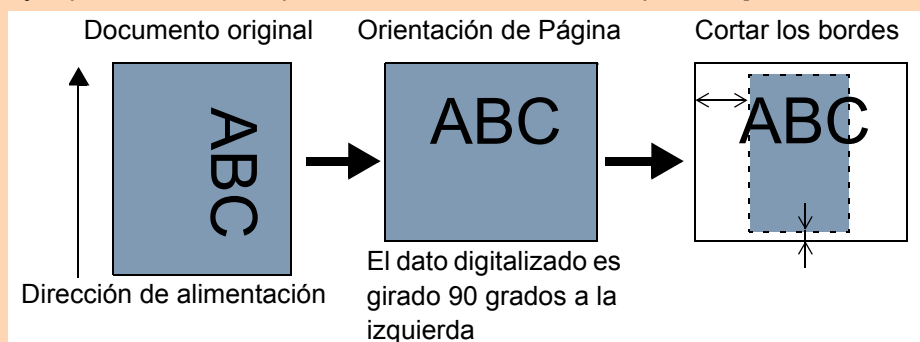 Documento original
Orientación de Página
Cortar los bordes
ABC
ABC
ABC
Dirección de alimentación
El dato digitalizado es
girado 90 grados a la
izquierda